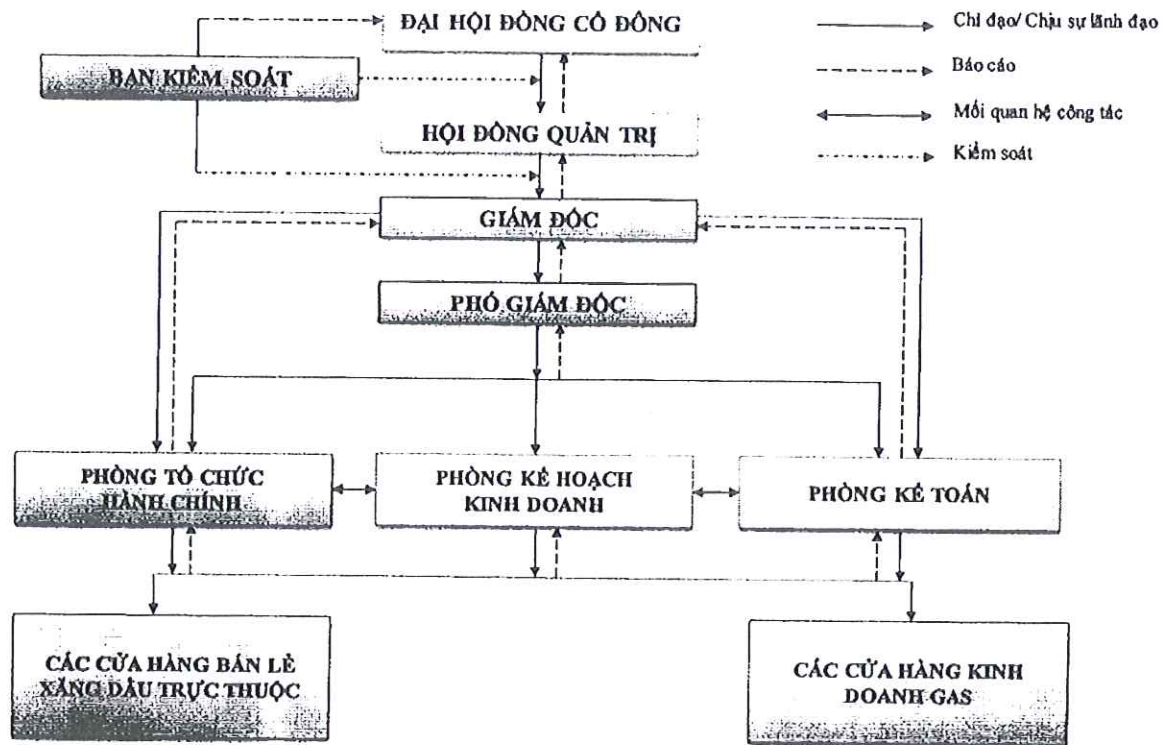 ĐẠI HỘI ĐỒNG CỔ ĐÔNG
Chỉ đạo/ Chịu sự lãnh đạo
BAN KIỂM SOÁT
Báo cáo
Mối quan hệ công tác
HỘI ĐỒNG QUẢN TRỊ
Kiểm soát
GIÁM ĐỐC
PHÓ GIÁM ĐỐC
PHÒNG TỔ CHỨC
HÀNH CHÍNH
PHÒNG KẾ HOẠCH
KINH DOANH
PHÒNG KẾ TOÁN
CÁC CỬA HÀNG BÁN LẺ
XĂNG DẦU TRỰC THUỘC
CÁC CỬA HÀNG KINH
DOANH GAS